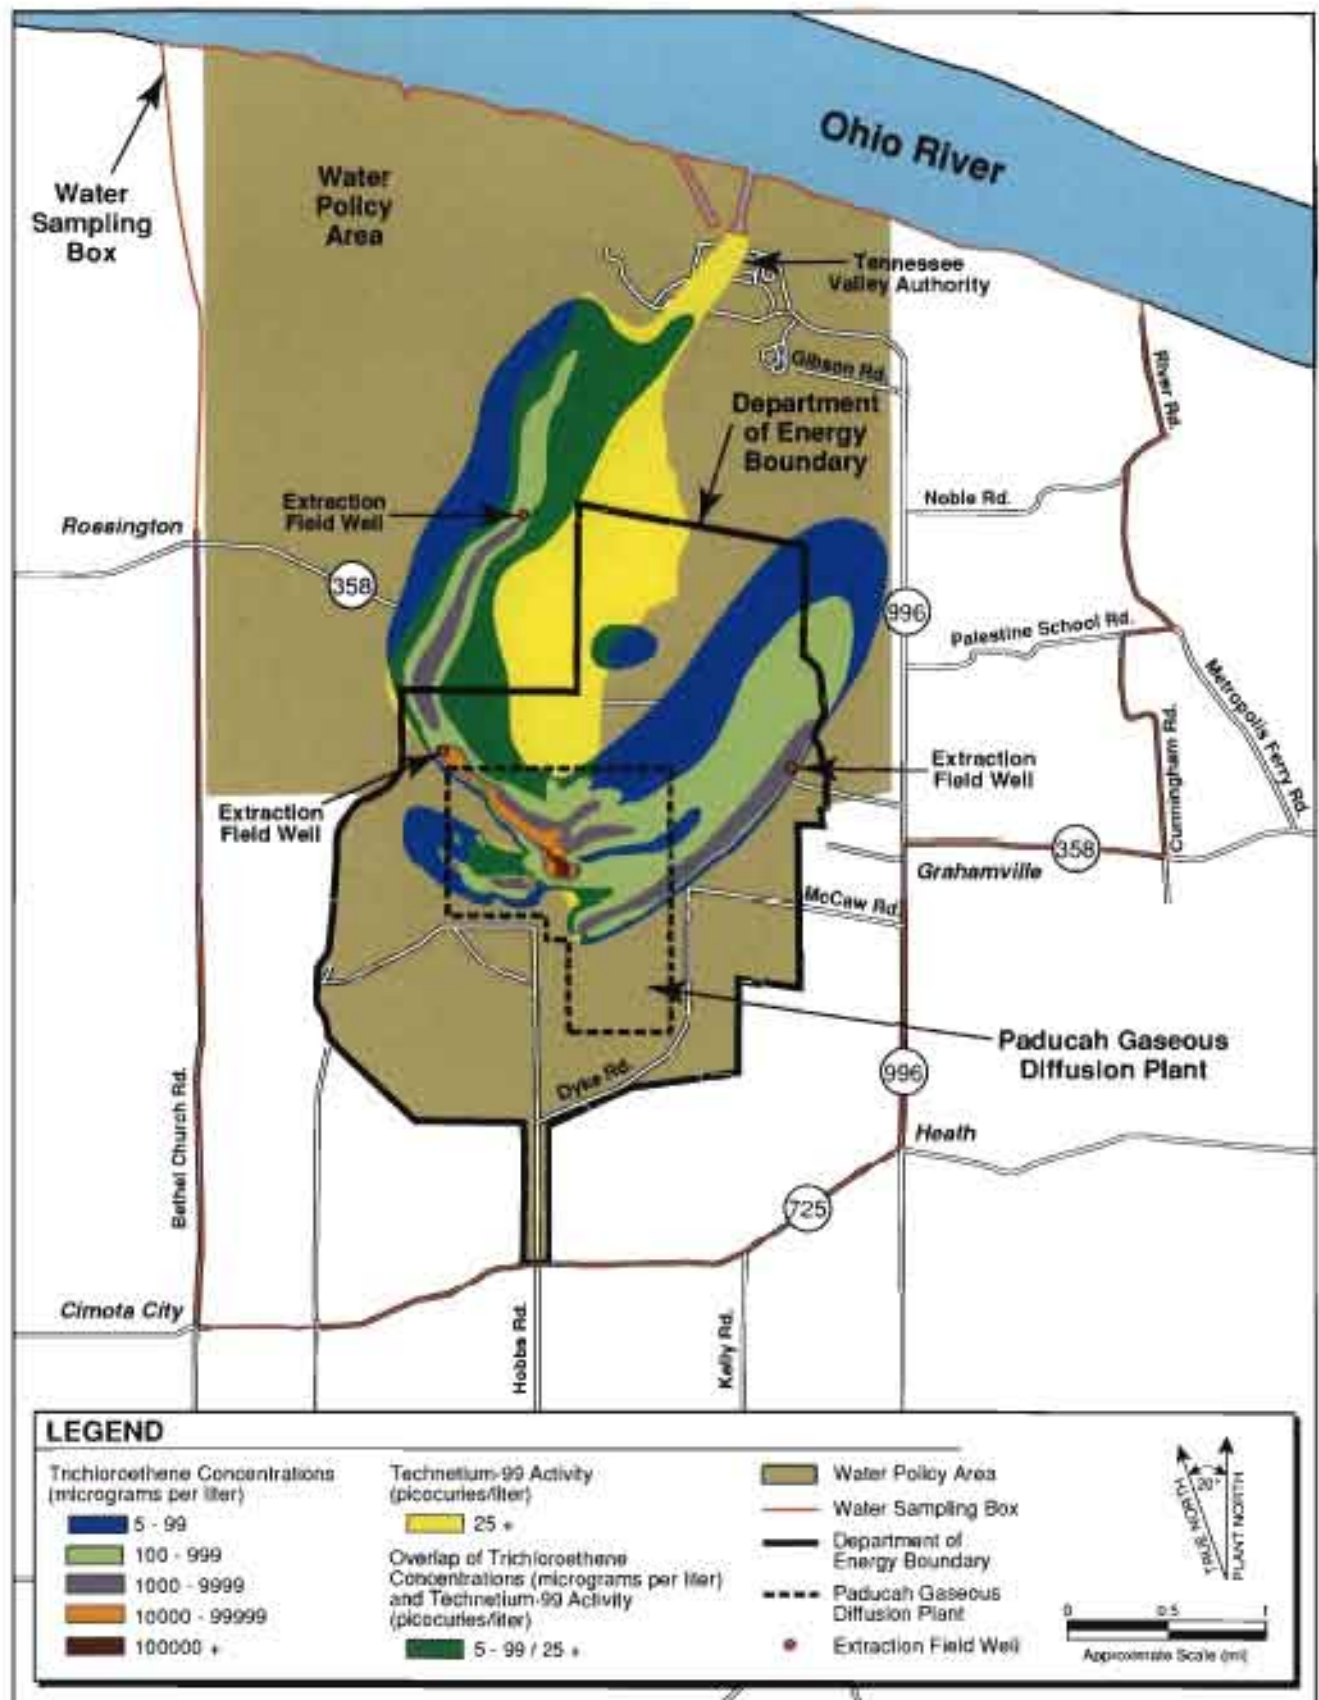 Ohio River
Water
Sampling
Box
Water
Policy
Area
Tennessee
Valley Authority
Gibson Rd.
River Rd.
Department
of Energy
Boundary
Extraction
Field Well
Noble Rd.
Rossington
358
996
Palestine School Rd.
Metropolis Ferry Rd.
Cunningham Rd.
Extraction
Field Well
Extraction
Field Well
358
Grahamville
McCaw Rd.
Paducah Gaseous
Diffusion Plant
Dyke Rd.
996
Bethel Church Rd.
Heath
725
Cimota City
Hobbs Rd.
Kelly Rd.
LEGEND
Trichloroethene Concentrations
(micrograms per liter)
5 - 99
100 - 999
1000 - 9999
10000 - 99999
100000 +
Technetium-99 Activity
(picocuries/liter)
25 +
Overlap of Trichloroethene
Concentrations (micrograms per liter)
and Technetium-99 Activity
(picocuries/liter)
5 - 99 / 25 +
Water Policy Area
Water Sampling Box
Department of
Energy Boundary
Paducah Gaseous
Diffusion Plant
Extraction Field Well
20°
TRUE NORTH
PLANT NORTH
0 0.5 1
Approximate Scale (mi)